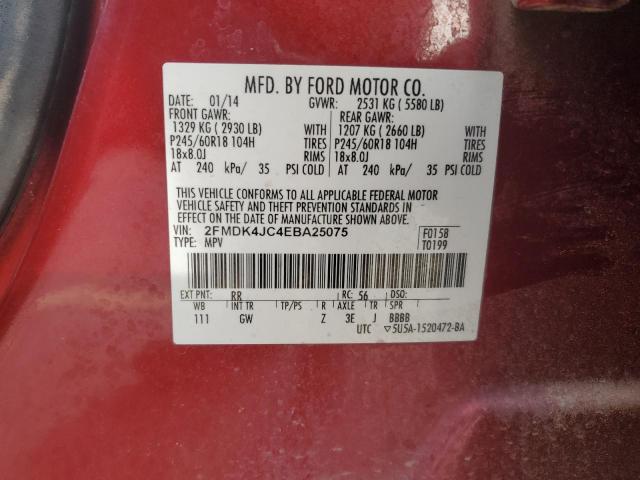 MFD. BY FORD MOTOR CO.
DATE: 01/14 GVWR: 2531 KG ( 5580 LB)
FRONT GAWR: REAR GAWR:
1329 KG ( 2930 LB) WITH 1207 KG ( 2660 LB) WITH
P245/60R18 104H TIRES P245/60R18 104H TIRES
18x8.0J RIMS 18x8.0J RIMS
AT 240 kPa/ 35 PSI COLD AT 240 kPa/ 35 PSI COLD
THIS VEHICLE CONFORMS TO ALL APPLICABLE FEDERAL MOTOR
VEHICLE SAFETY AND THEFT PREVENTION STANDARDS IN
EFFECT ON THE DATE OF MANUFACTURE SHOWN ABOVE.
VIN: 2FMDK4JC4EBA25075 F0158
TYPE: MPV T0199
EXT PNT: RR RC: 56 DSO:
WB INT TR TP/PS R AXLE TR SPR
111 GW Z 3E J BBBB
UTC ▽5U5A-1520472-BA